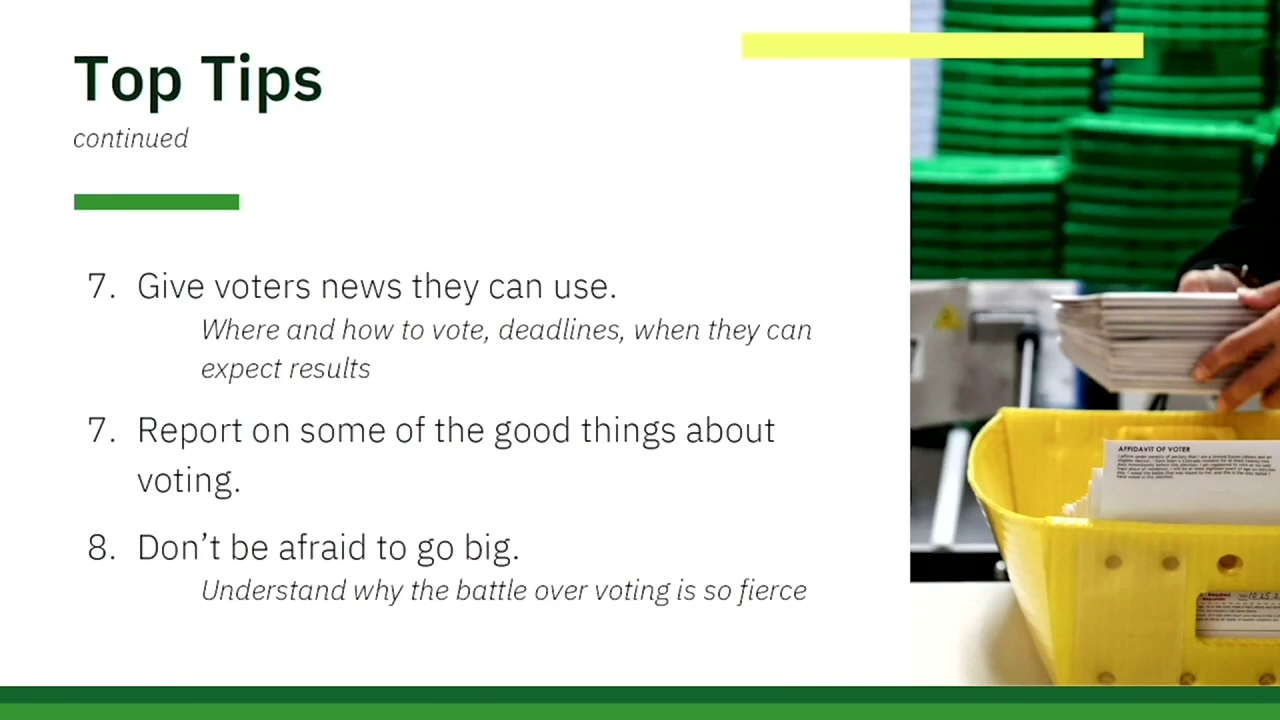 Top Tips
continued
7. Give voters news they can use.
Where and how to vote, deadlines, when they can
expect results
7. Report on some of the good things about
voting.
8. Don’t be afraid to go big.
Understand why the battle over voting is so fierce
AFFIDAVIT OF VOTER